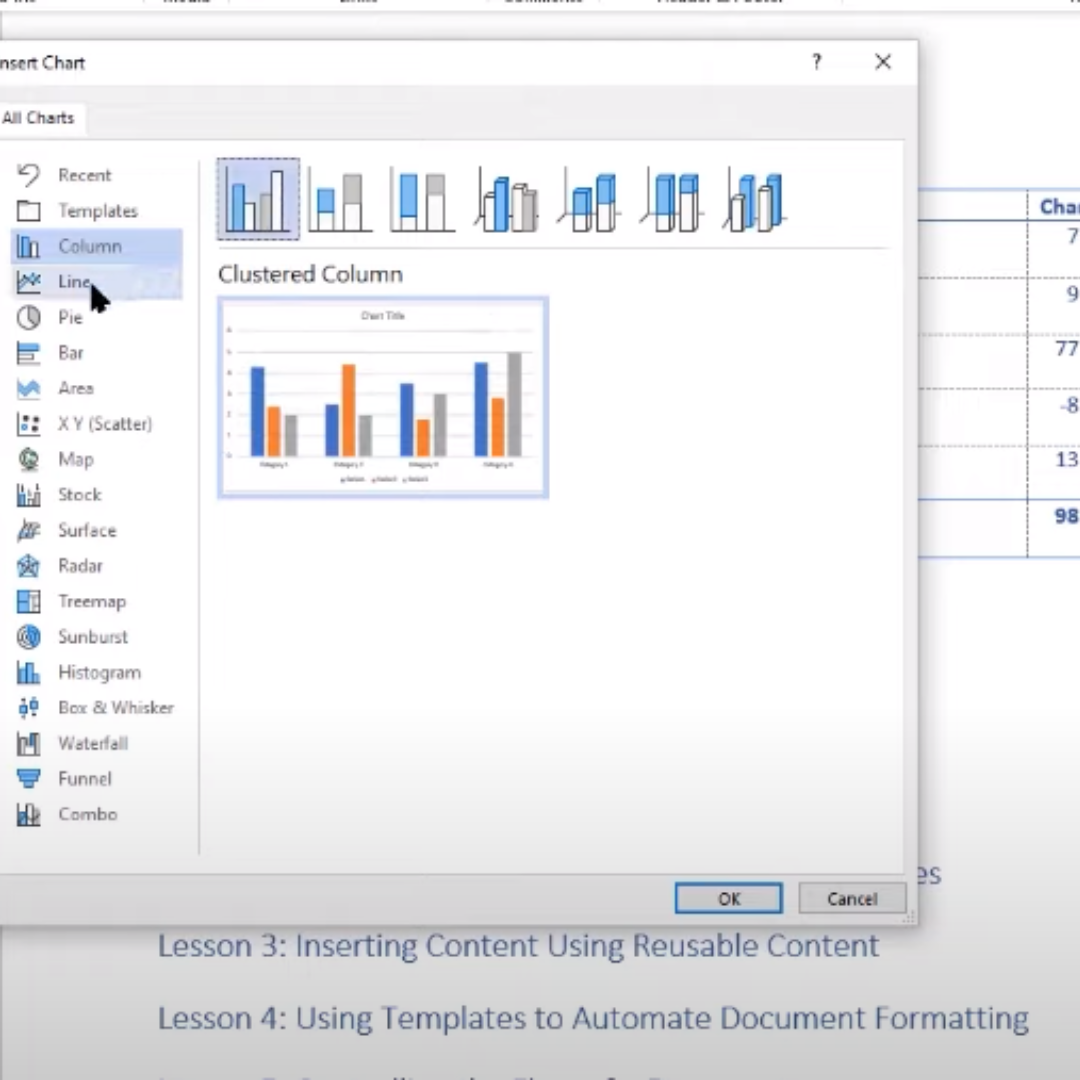 Insert Chart
? ×
All Charts
Recent
Templates
Column
Line
Pie
Bar
Area
X Y (Scatter)
Map
Stock
Surface
Radar
Treemap
Sunburst
Histogram
Box & Whisker
Waterfall
Funnel
Combo
Clustered Column
Chart Title
OK
Cancel
Cha
7
9
77
-8
13
98
es
Lesson 3: Inserting Content Using Reusable Content
Lesson 4: Using Templates to Automate Document Formatting